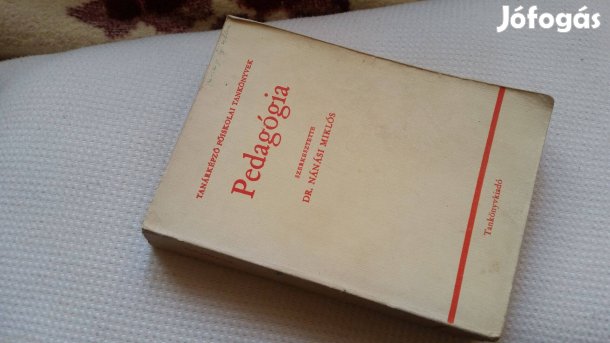 Jófogás
TANÁRKÉPZŐ FŐISKOLAI TANKÖNYVEK
Pedagógia
SZERKESZTETTE
DR. NÁNÁSI MIKLÓS
Tankönyvkiadó